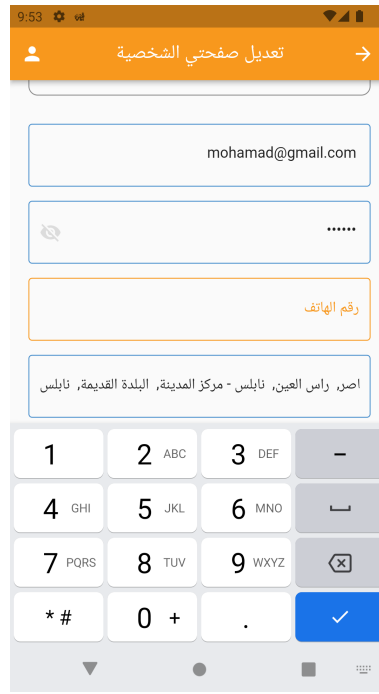 9:53
تعديل صفحتي الشخصية
mohamad@gmail.com
••••••
رقم الهاتف
اصر, راس العين, نابلس - مركز المدينة, البلدة القديمة, نابلس
1 2 ABC 3 DEF –
4 GHI 5 JKL 6 MNO
7 PQRS 8 TUV 9 WXYZ
* # 0 + .